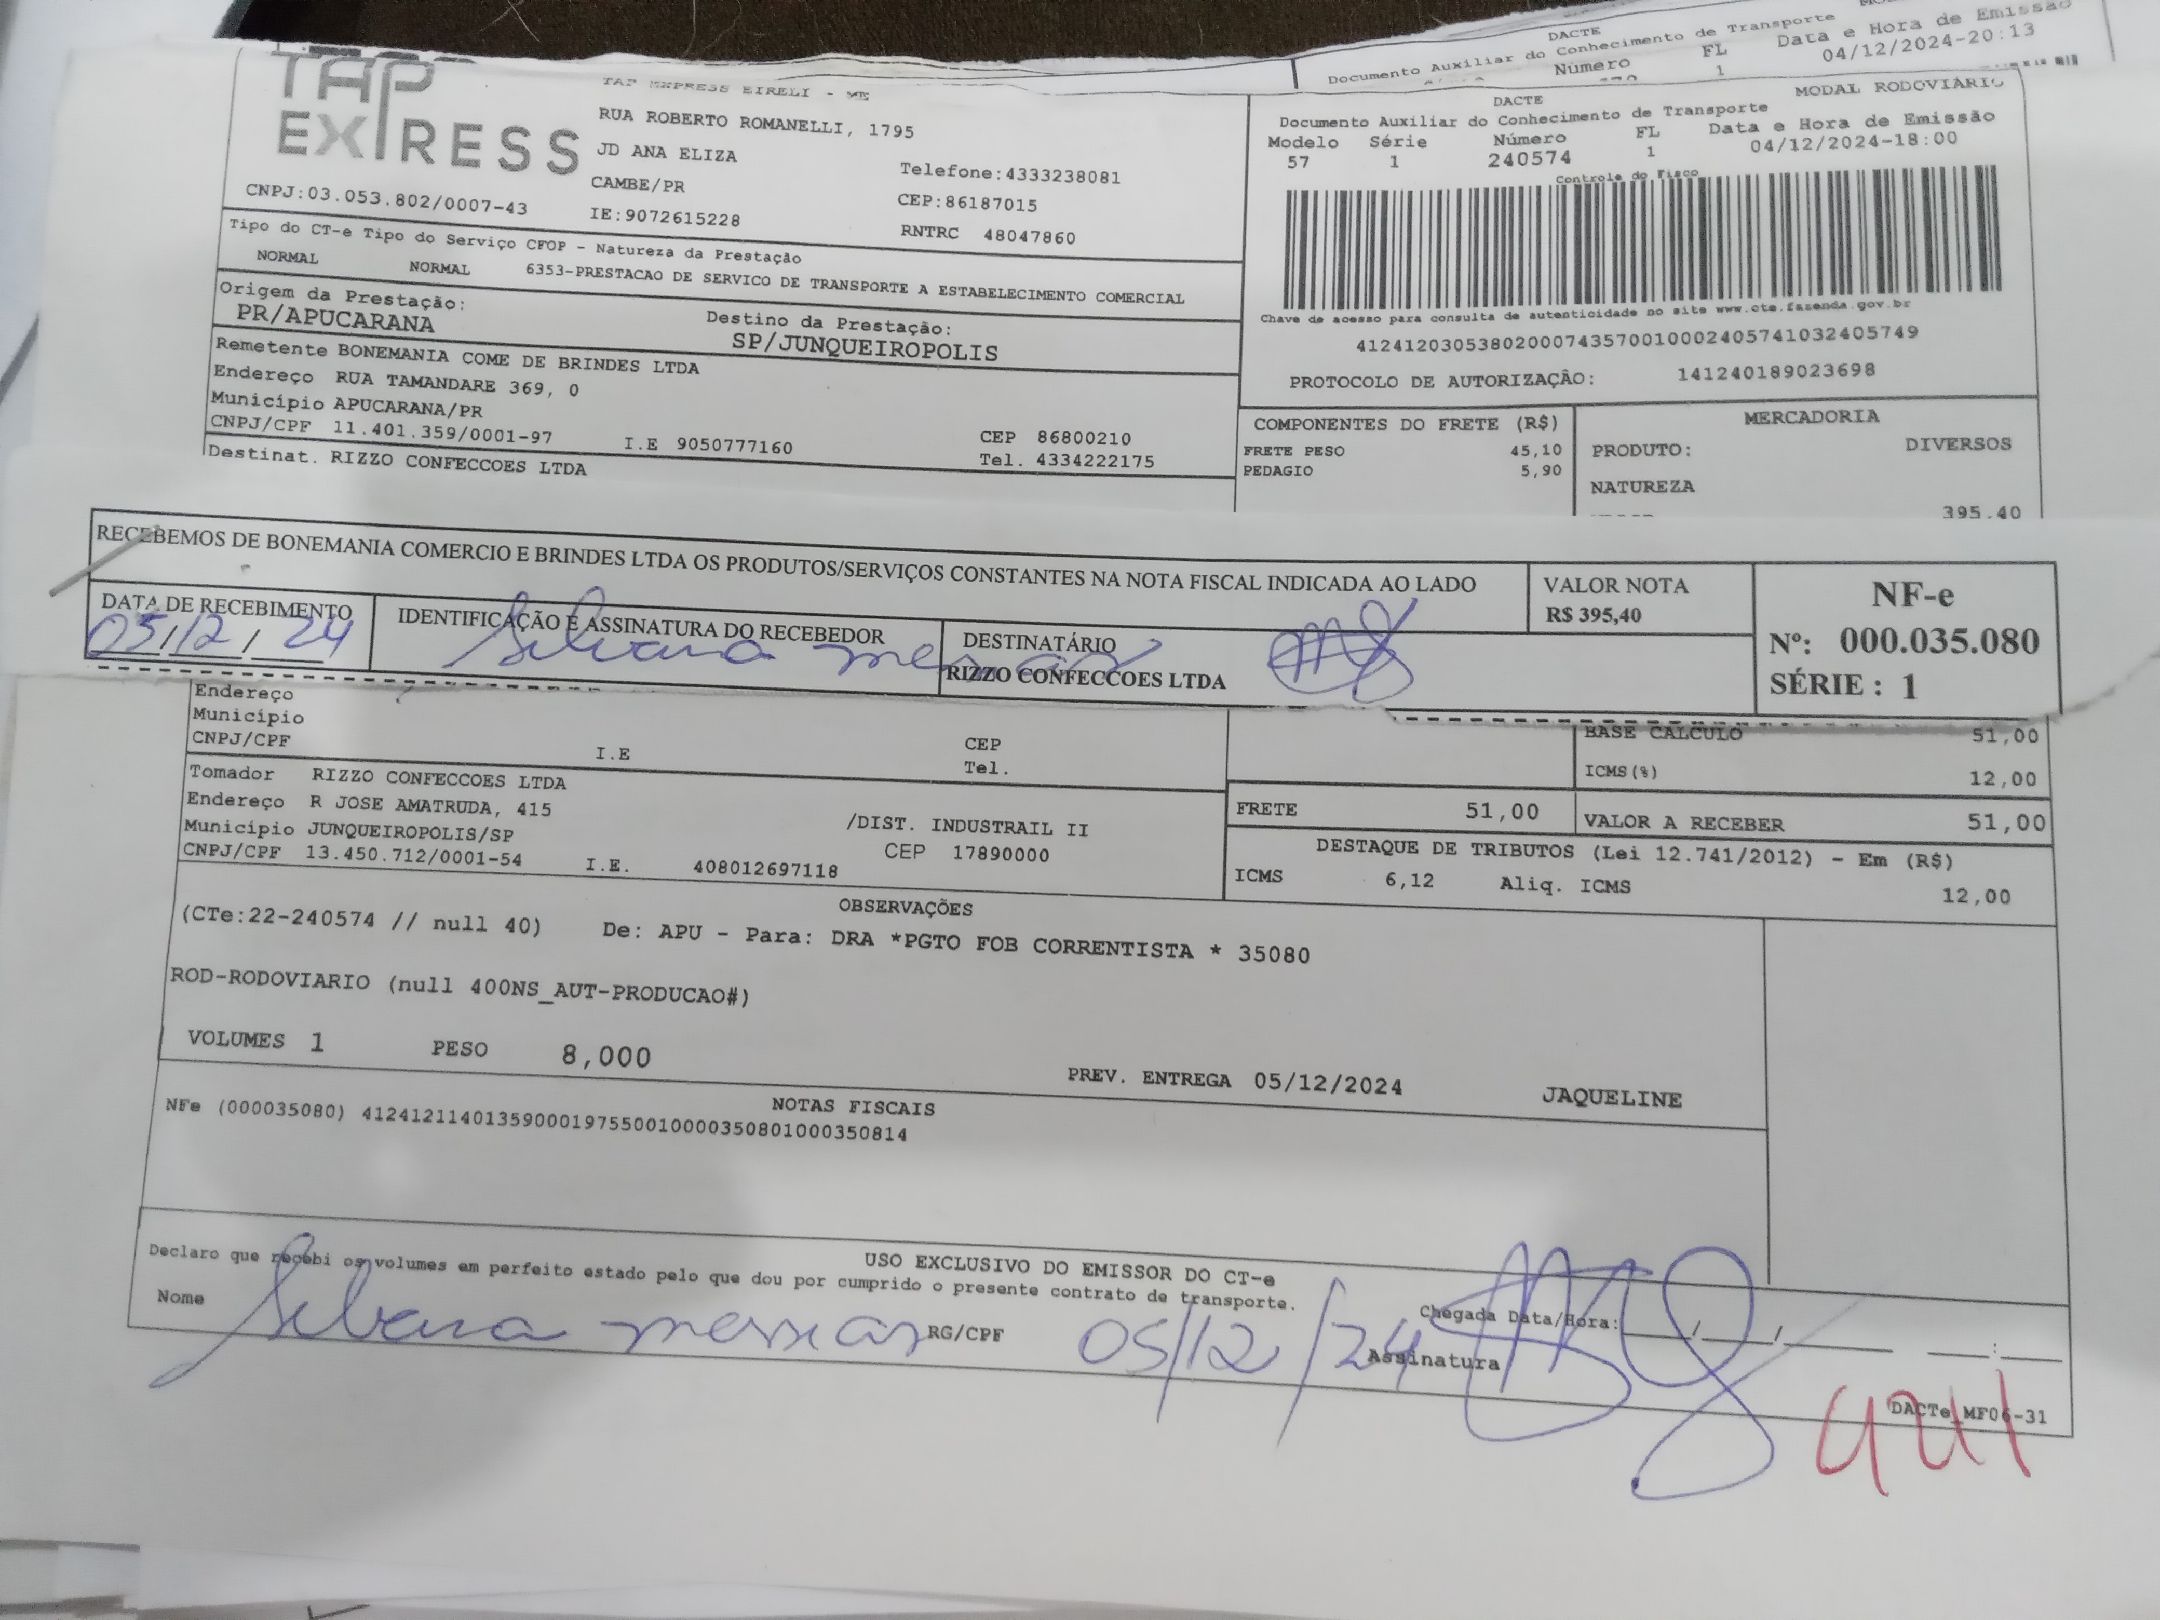 DACTE
Documento Auxiliar do Conhecimento de Transporte
Número FL Data e Hora de Emissão
1 04/12/2024-20:13
TAP EXPRESS
TAP EXPRESS EIRELI - ME
RUA ROBERTO ROMANELLI, 1795
JD ANA ELIZA
CAMBE/PR
Telefone:4333238081
CEP:86187015
CNPJ:03.053.802/0007-43
IE:9072615228
RNTRC 48047860
DACTE
MODAL RODOVIARIO
Documento Auxiliar do Conhecimento de Transporte
Modelo Série Número FL Data e Hora de Emissão
57 1 240574 1 04/12/2024-18:00
Controle do Fisco
Chave de acesso para consulta de autenticidade no site www.cte.fazenda.gov.br
41241203053802000743570010002405741032405749
PROTOCOLO DE AUTORIZAÇÃO: 141240189023698
Tipo do CT-e Tipo do Serviço CFOP - Natureza da Prestação
NORMAL NORMAL 6353-PRESTACAO DE SERVICO DE TRANSPORTE A ESTABELECIMENTO COMERCIAL
Origem da Prestação:
PR/APUCARANA
Destino da Prestação:
SP/JUNQUEIROPOLIS
Remetente BONEMANIA COME DE BRINDES LTDA
Endereço RUA TAMANDARE 369, 0
Município APUCARANA/PR
CNPJ/CPF 11.401.359/0001-97 I.E 9050777160
CEP 86800210
Tel. 4334222175
Destinat. RIZZO CONFECCOES LTDA
COMPONENTES DO FRETE (R$)
FRETE PESO 45,10
PEDAGIO 5,90
MERCADORIA
PRODUTO: DIVERSOS
NATUREZA
395.40
RECEBEMOS DE BONEMANIA COMERCIO E BRINDES LTDA OS PRODUTOS/SERVIÇOS CONSTANTES NA NOTA FISCAL INDICADA AO LADO
VALOR NOTA
R$ 395,40
NF-e
Nº: 000.035.080
SÉRIE : 1
DATA DE RECEBIMENTO
05/12/24
IDENTIFICAÇÃO E ASSINATURA DO RECEBEDOR
Silvana messias
DESTINATÁRIO
RIZZO CONFECCOES LTDA
Endereço
Município
CNPJ/CPF I.E
CEP
Tel.
BASE CALCULO 51,00
ICMS(%) 12,00
Tomador RIZZO CONFECCOES LTDA
Endereço R JOSE AMATRUDA, 415 /DIST. INDUSTRAIL II
Município JUNQUEIROPOLIS/SP CEP 17890000
CNPJ/CPF 13.450.712/0001-54 I.E. 408012697118
FRETE 51,00
VALOR A RECEBER 51,00
DESTAQUE DE TRIBUTOS (Lei 12.741/2012) - Em (R$)
ICMS 6,12 Aliq. ICMS 12,00
OBSERVAÇÕES
(CTe:22-240574 // null 40) De: APU - Para: DRA *PGTO FOB CORRENTISTA * 35080
ROD-RODOVIARIO (null 400NS_AUT-PRODUCAO#)
VOLUMES 1 PESO 8,000
PREV. ENTREGA 05/12/2024 JAQUELINE
NOTAS FISCAIS
NFe (000035080) 41241211401359000197550010000350801000350814
USO EXCLUSIVO DO EMISSOR DO CT-e
Declaro que recebi os volumes em perfeito estado pelo que dou por cumprido o presente contrato de transporte.
Nome Silvana messias RG/CPF 05/12/24 Assinatura
Chegada Data/Hora: ___/___/___ ___:___
DACTe_MF06-31